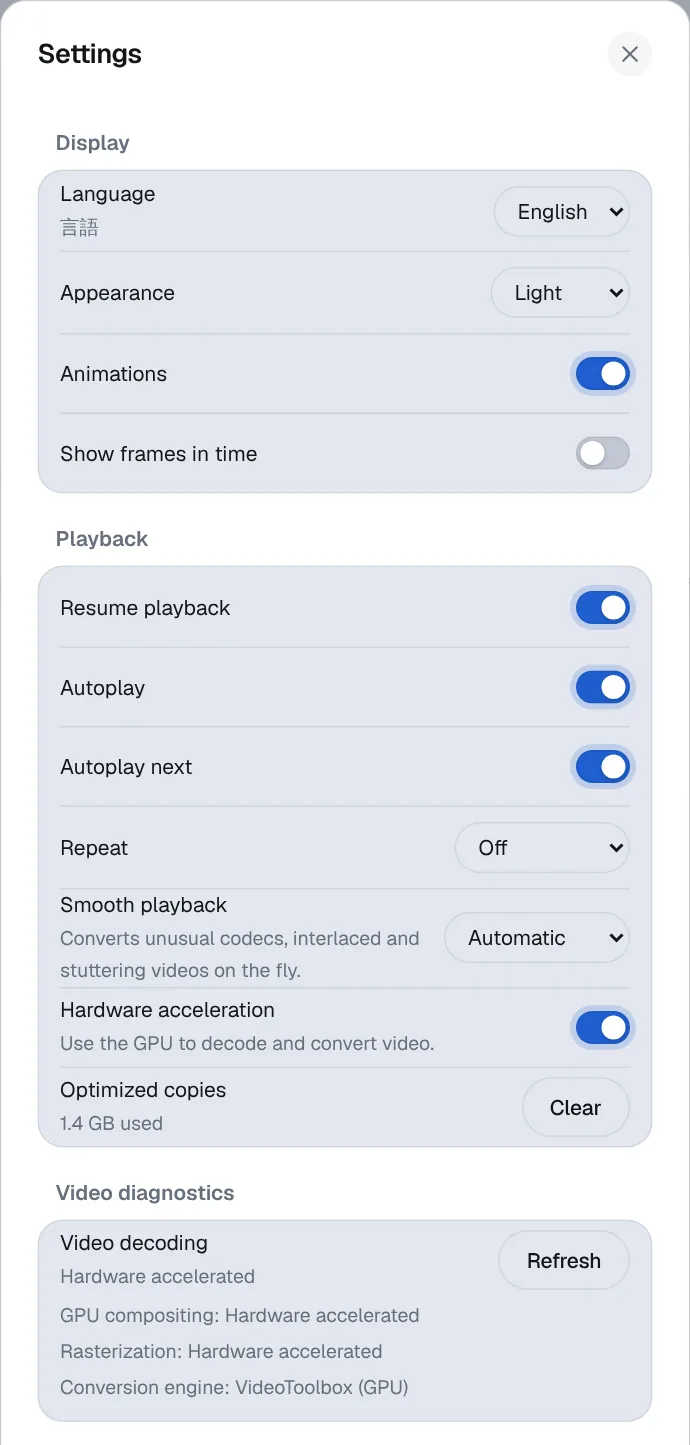 Settings
Display
Language
言語
English
Appearance
Light
Animations
Show frames in time
Playback
Resume playback
Autoplay
Autoplay next
Repeat
Off
Smooth playback
Converts unusual codecs, interlaced and
stuttering videos on the fly.
Automatic
Hardware acceleration
Use the GPU to decode and convert video.
Optimized copies
1.4 GB used
Clear
Video diagnostics
Video decoding
Hardware accelerated
Refresh
GPU compositing: Hardware accelerated
Rasterization: Hardware accelerated
Conversion engine: VideoToolbox (GPU)